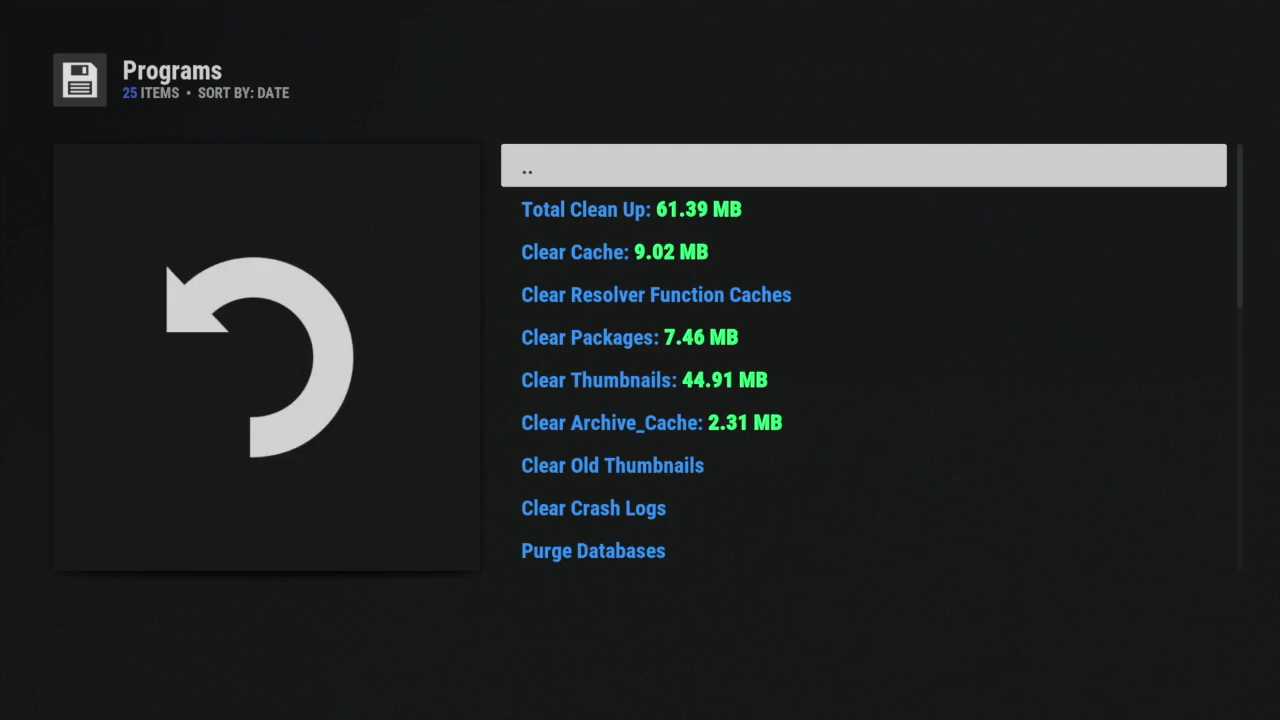 Programs
25 ITEMS • SORT BY: DATE
..
Total Clean Up: 61.39 MB
Clear Cache: 9.02 MB
Clear Resolver Function Caches
Clear Packages: 7.46 MB
Clear Thumbnails: 44.91 MB
Clear Archive_Cache: 2.31 MB
Clear Old Thumbnails
Clear Crash Logs
Purge Databases